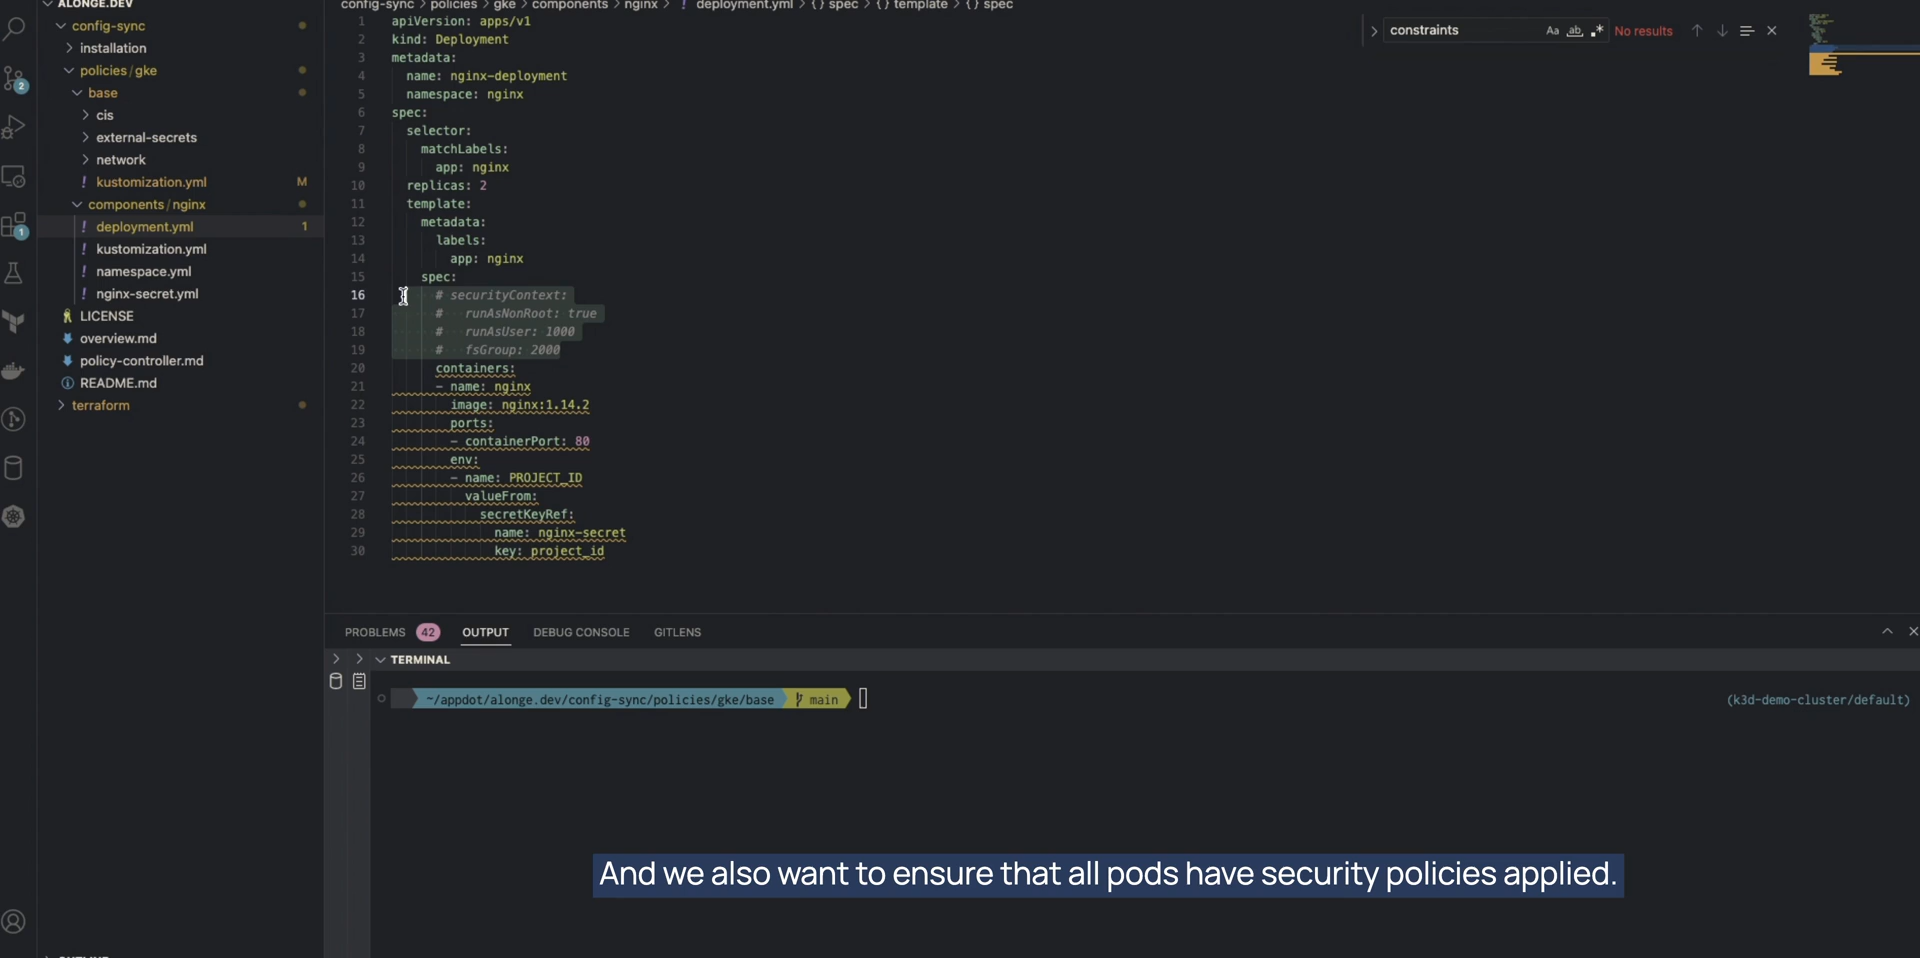 ALONGE.DEV
config-sync
installation
policies/gke
base
cis
external-secrets
network
! kustomization.yml M
components/nginx
! deployment.yml 1
! kustomization.yml
! namespace.yml
! nginx-secret.yml
LICENSE
overview.md
policy-controller.md
README.md
terraform
2
1
config-sync > policies > gke > components > nginx > ! deployment.yml > {} spec > {} template > {} spec
1 apiVersion: apps/v1
2 kind: Deployment
3 metadata:
4 name: nginx-deployment
5 namespace: nginx
6 spec:
7 selector:
8 matchLabels:
9 app: nginx
10 replicas: 2
11 template:
12 metadata:
13 labels:
14 app: nginx
15 spec:
16 # securityContext:
17 # runAsNonRoot: true
18 # runAsUser: 1000
19 # fsGroup: 2000
20 containers:
21 - name: nginx
22 image: nginx:1.14.2
23 ports:
24 - containerPort: 80
25 env:
26 - name: PROJECT_ID
27 valueFrom:
28 secretKeyRef:
29 name: nginx-secret
30 key: project_id
constraints Aa ab .* No results
PROBLEMS 42 OUTPUT DEBUG CONSOLE GITLENS
TERMINAL
~/appdot/alonge.dev/config-sync/policies/gke/base main (k3d-demo-cluster/default)
And we also want to ensure that all pods have security policies applied.